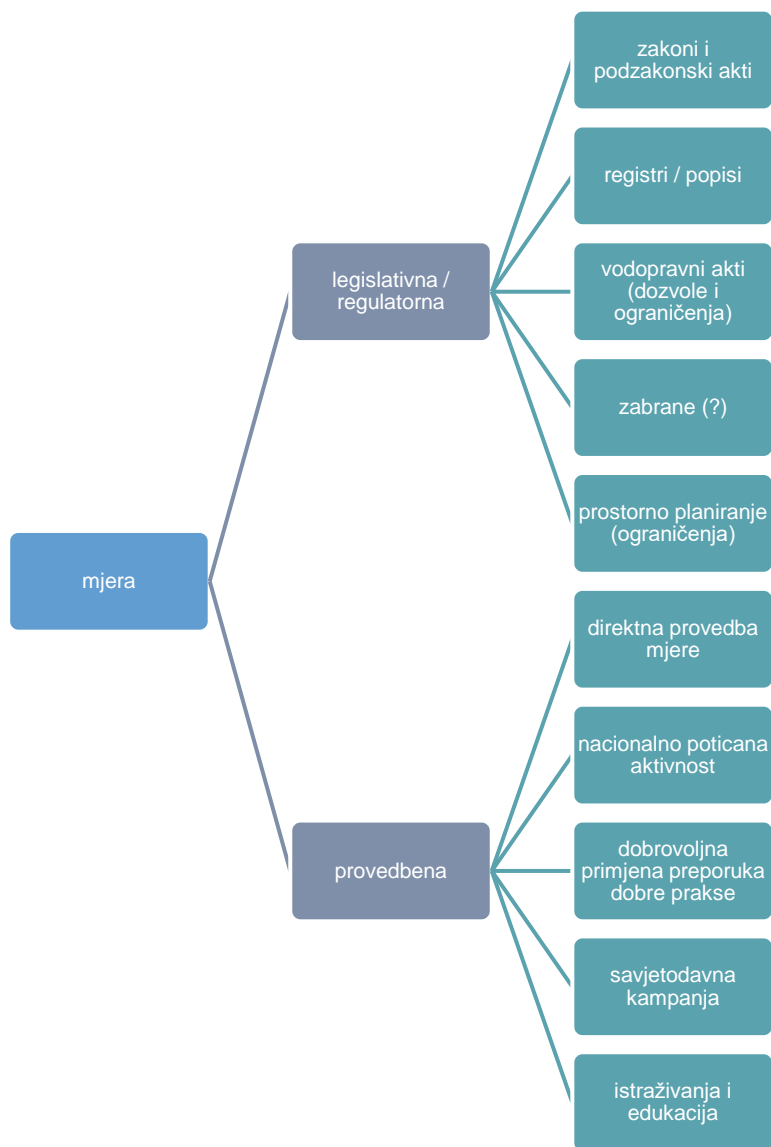 zakoni i
podzakonski akti
registri / popisi
legislativna /
regulatorna
vodopravni akti
(dozvole i
ograničenja)
zabrane (?)
prostorno planiranje
(ograničenja)
mjera
direktna provedba
mjere
nacionalno poticana
aktivnost
provedbena
dobrovoljna
primjena preporuka
dobre prakse
savjetodavna
kampanja
istraživanja i
edukacija